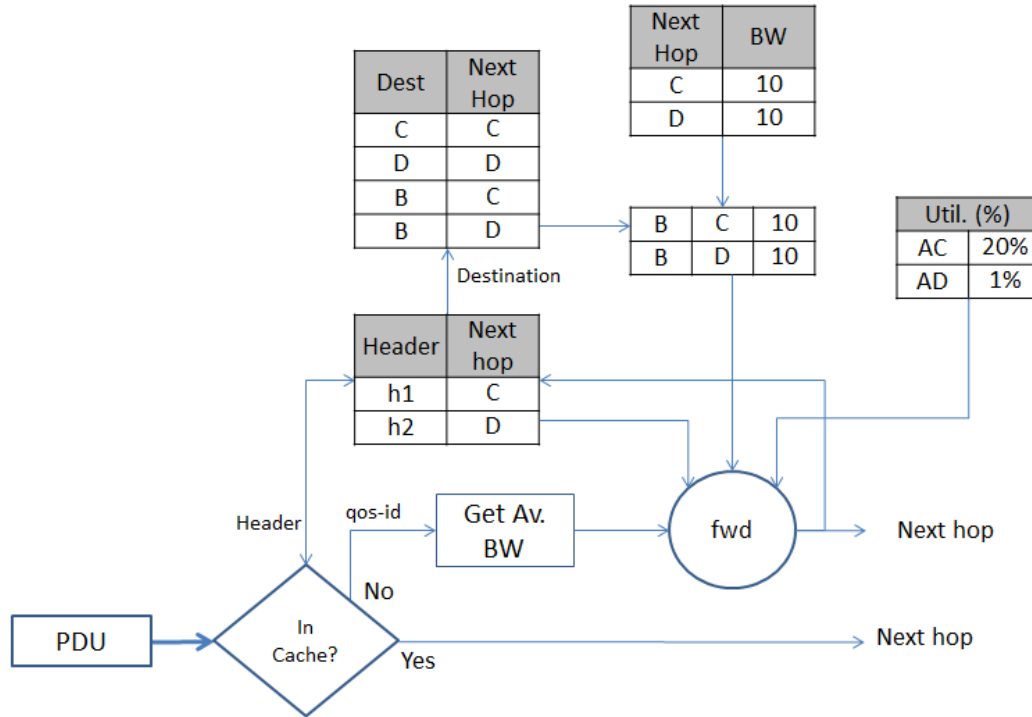 Next Hop BW
C 10
D 10
Dest Next Hop
C C
D D
B C
B D
B C 10
B D 10
Util. (%)
AC 20%
AD 1%
Destination
Header Next hop
h1 C
h2 D
Header
qos-id
Get Av.
BW
fwd
Next hop
No
PDU
In
Cache?
Yes
Next hop